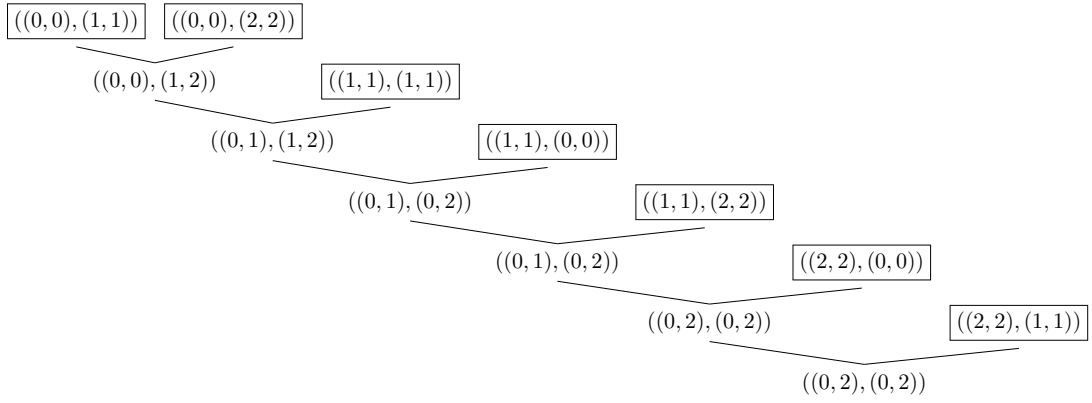 ((0, 0), (1, 1)) ((0, 0), (2, 2))
((0, 0), (1, 2)) ((1, 1), (1, 1))
((0, 1), (1, 2)) ((1, 1), (0, 0))
((0, 1), (0, 2)) ((1, 1), (2, 2))
((0, 1), (0, 2)) ((2, 2), (0, 0))
((0, 2), (0, 2)) ((2, 2), (1, 1))
((0, 2), (0, 2))